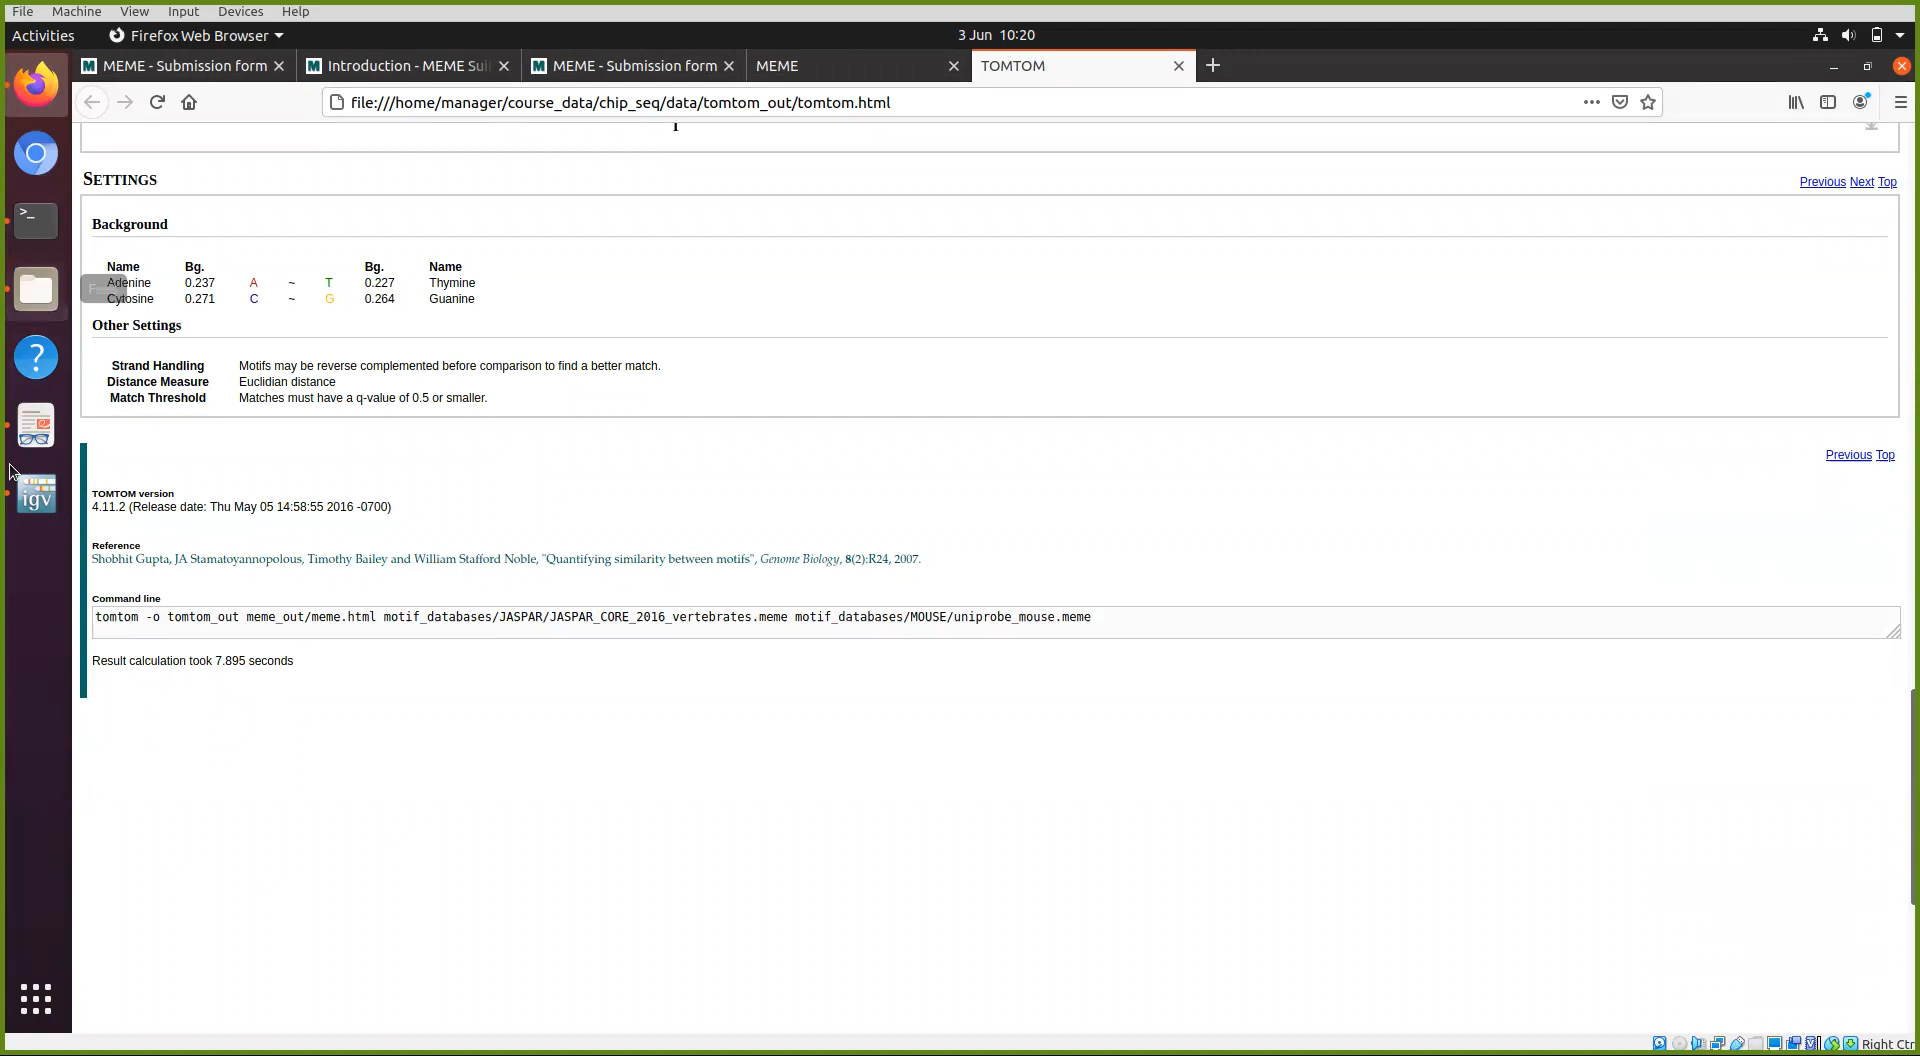 File Machine View Input Devices Help
Activities Firefox Web Browser 3 Jun 10:20
MEME - Submission form Introduction - MEME Sui MEME - Submission form MEME TOMTOM
file:///home/manager/course_data/chip_seq/data/tomtom_out/tomtom.html
SETTINGS
Previous Next Top
Background
Name Bg. Bg. Name
Adenine 0.237 A ~ T 0.227 Thymine
Cytosine 0.271 C ~ G 0.264 Guanine
Other Settings
Strand Handling Motifs may be reverse complemented before comparison to find a better match.
Distance Measure Euclidian distance
Match Threshold Matches must have a q-value of 0.5 or smaller.
Previous Top
igv
TOMTOM version
4.11.2 (Release date: Thu May 05 14:58:55 2016 -0700)
Reference
Shobhit Gupta, JA Stamatoyannopolous, Timothy Bailey and William Stafford Noble, "Quantifying similarity between motifs", Genome Biology, 8(2):R24, 2007.
Command line
tomtom -o tomtom_out meme_out/meme.html motif_databases/JASPAR/JASPAR_CORE_2016_vertebrates.meme motif_databases/MOUSE/uniprobe_mouse.meme
Result calculation took 7.895 seconds
Right Ctr